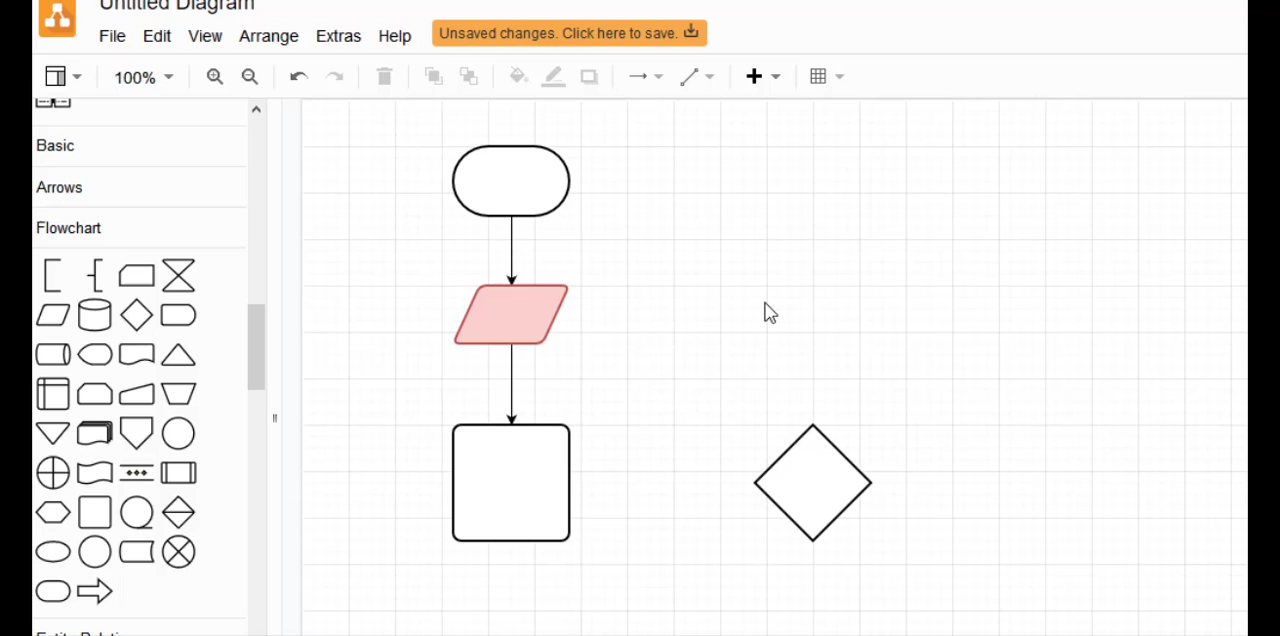 Untitled Diagram
File Edit View Arrange Extras Help
Unsaved changes. Click here to save.
100%
Basic
Arrows
Flowchart